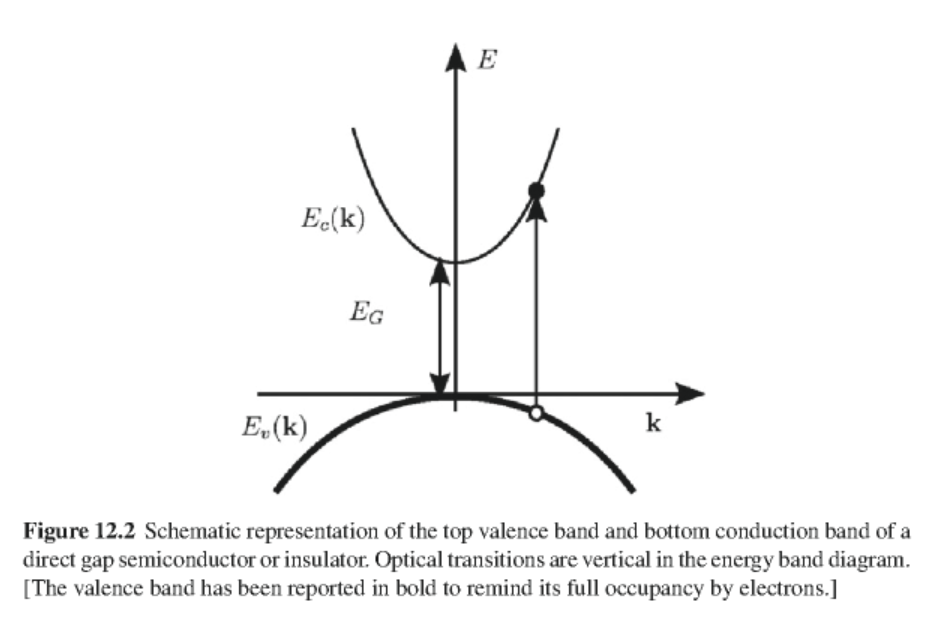 E
E_c(k)
E_G
E_v(k)
k
Figure 12.2 Schematic representation of the top valence band and bottom conduction band of a
direct gap semiconductor or insulator. Optical transitions are vertical in the energy band diagram.
[The valence band has been reported in bold to remind its full occupancy by electrons.]